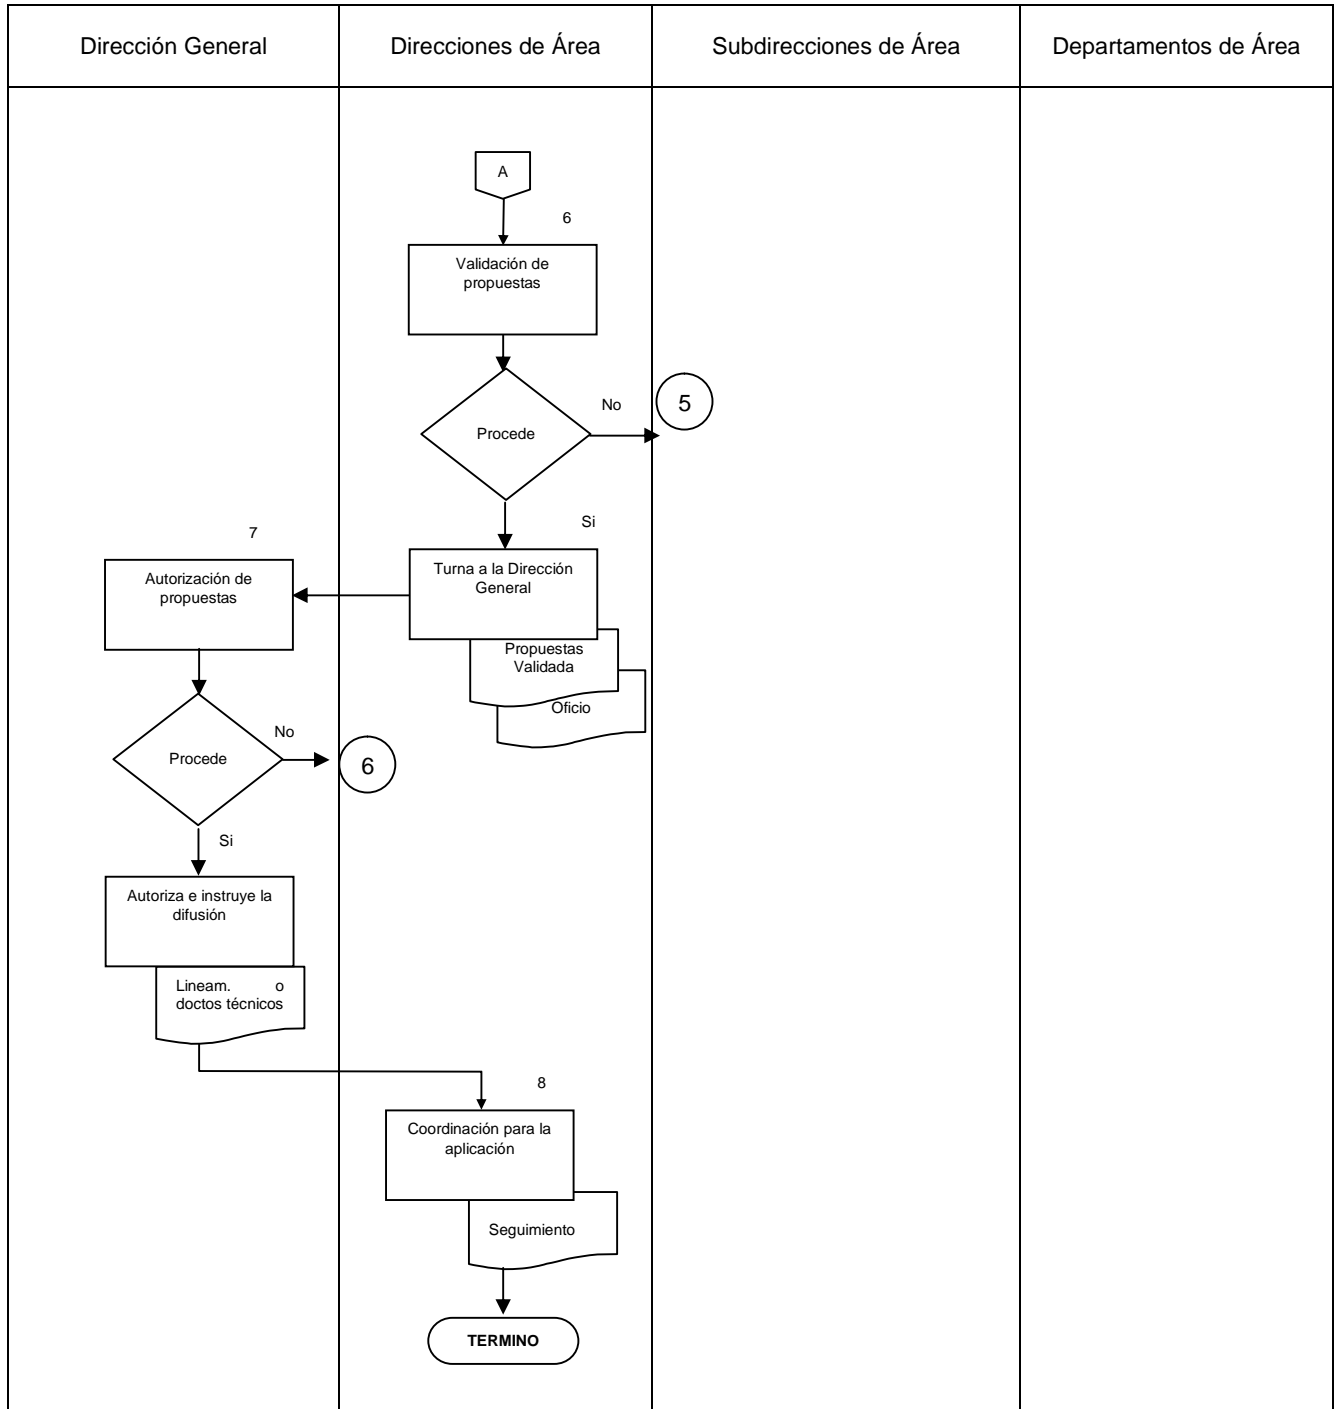 Dirección General
Direcciones de Área
Subdirecciones de Área
Departamentos de Área
A
6
Validación de
propuestas
Procede
No
5
Si
Turna a la Dirección
General
Propuestas
Validada
Oficio
7
Autorización de
propuestas
Procede
No
6
Si
Autoriza e instruye la
difusión
Lineam. o
doctos técnicos
8
Coordinación para la
aplicación
Seguimiento
TERMINO